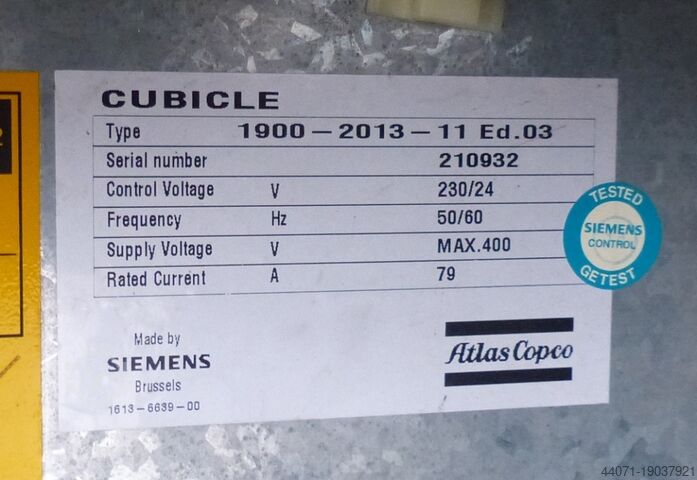 CUBICLE
Type 1900-2013-11 Ed.03
Serial number 210932
Control Voltage V 230/24
Frequency Hz 50/60
Supply Voltage V MAX.400
Rated Current A 79
TESTED
SIEMENS
CONTROL
GETEST
Made by
SIEMENS
Brussels
1613-6639-00
Atlas Copco
44071-19037921